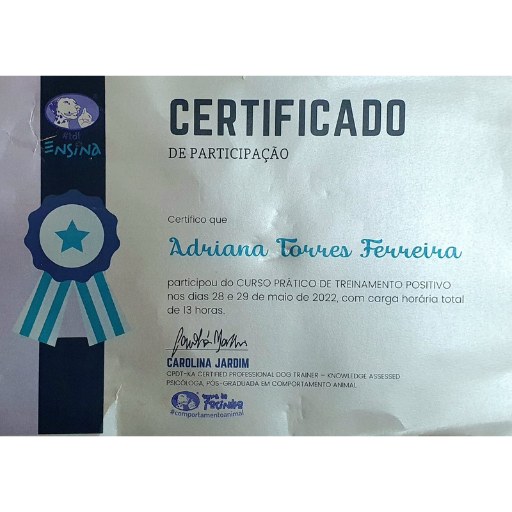 Kidi
Ensina
CERTIFICADO
DE PARTICIPAÇÃO
Certifico que
Adriana Torres Ferreira
participou do CURSO PRÁTICO DE TREINAMENTO POSITIVO
nos dias 28 e 29 de maio de 2022, com carga horária total
de 13 horas.
CAROLINA JARDIM
CPDT-KA CERTIFIED PROFESSIONAL DOG TRAINER – KNOWLEDGE ASSESSED
PSICÓLOGA, PÓS-GRADUADA EM COMPORTAMENTO ANIMAL
#comportamentoanimal